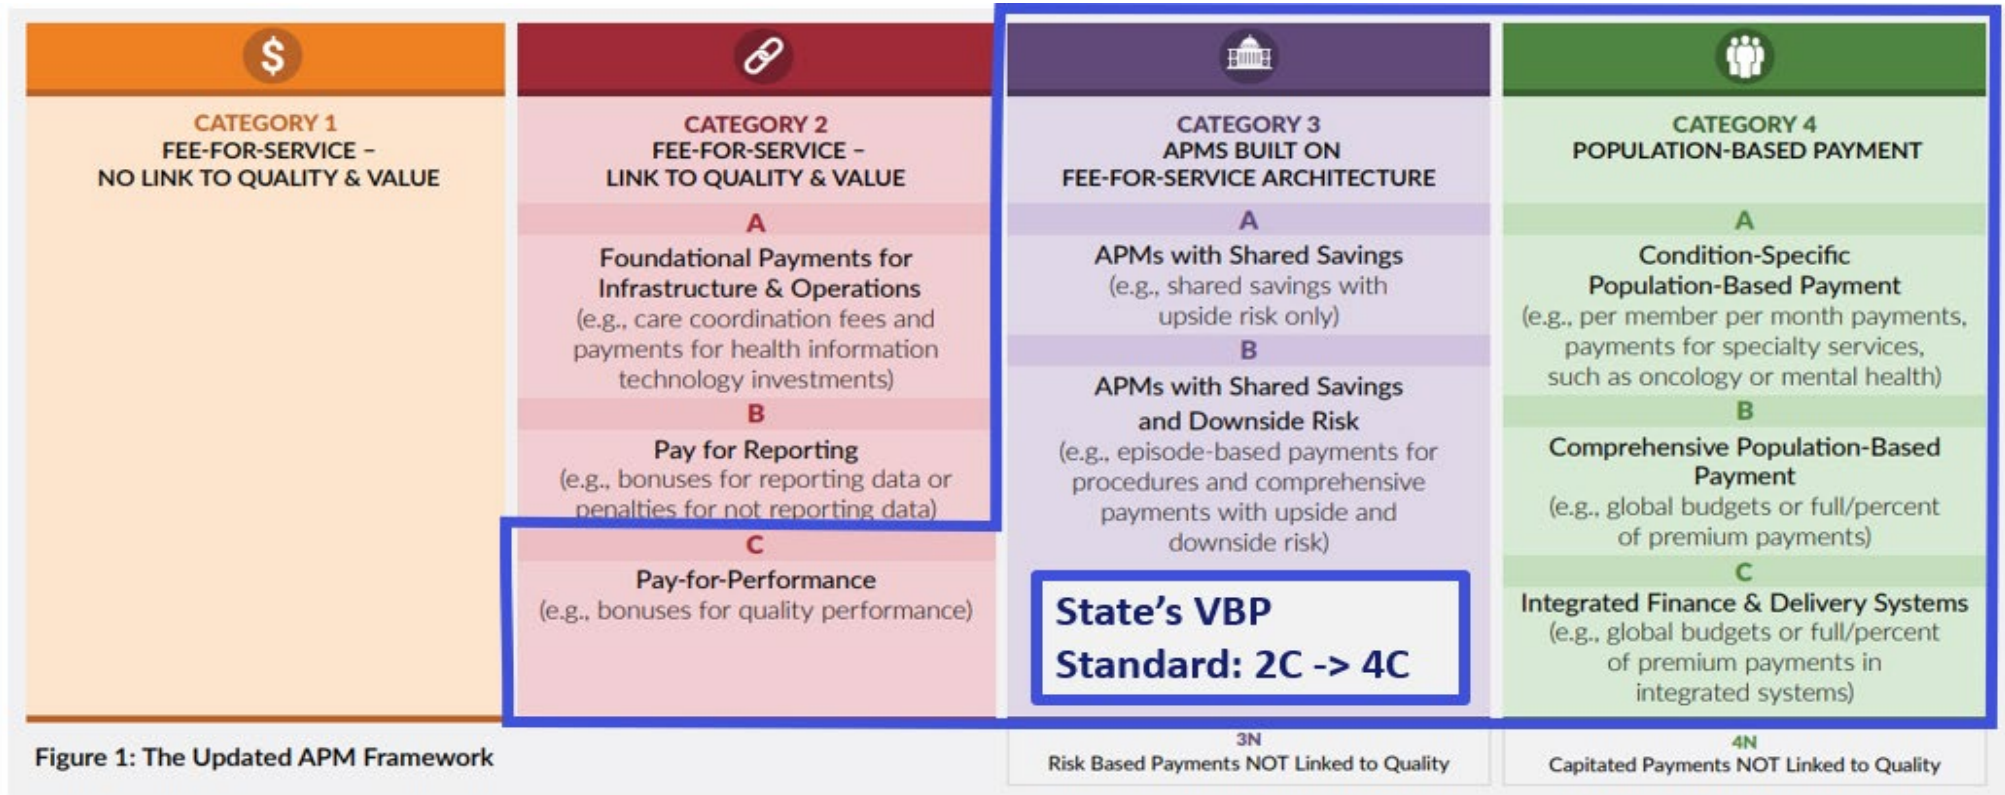 $
CATEGORY 1
FEE-FOR-SERVICE –
NO LINK TO QUALITY & VALUE
CATEGORY 2
FEE-FOR-SERVICE –
LINK TO QUALITY & VALUE
A
Foundational Payments for
Infrastructure & Operations
(e.g., care coordination fees and
payments for health information
technology investments)
B
Pay for Reporting
(e.g., bonuses for reporting data or
penalties for not reporting data)
C
Pay-for-Performance
(e.g., bonuses for quality performance)
CATEGORY 3
APMS BUILT ON
FEE-FOR-SERVICE ARCHITECTURE
A
APMs with Shared Savings
(e.g., shared savings with
upside risk only)
B
APMs with Shared Savings
and Downside Risk
(e.g., episode-based payments for
procedures and comprehensive
payments with upside and
downside risk)
State's VBP
Standard: 2C -> 4C
CATEGORY 4
POPULATION-BASED PAYMENT
A
Condition-Specific
Population-Based Payment
(e.g., per member per month payments,
payments for specialty services,
such as oncology or mental health)
B
Comprehensive Population-Based
Payment
(e.g., global budgets or full/percent
of premium payments)
C
Integrated Finance & Delivery Systems
(e.g., global budgets or full/percent
of premium payments in
integrated systems)
Figure 1: The Updated APM Framework
3N
Risk Based Payments NOT Linked to Quality
4N
Capitated Payments NOT Linked to Quality